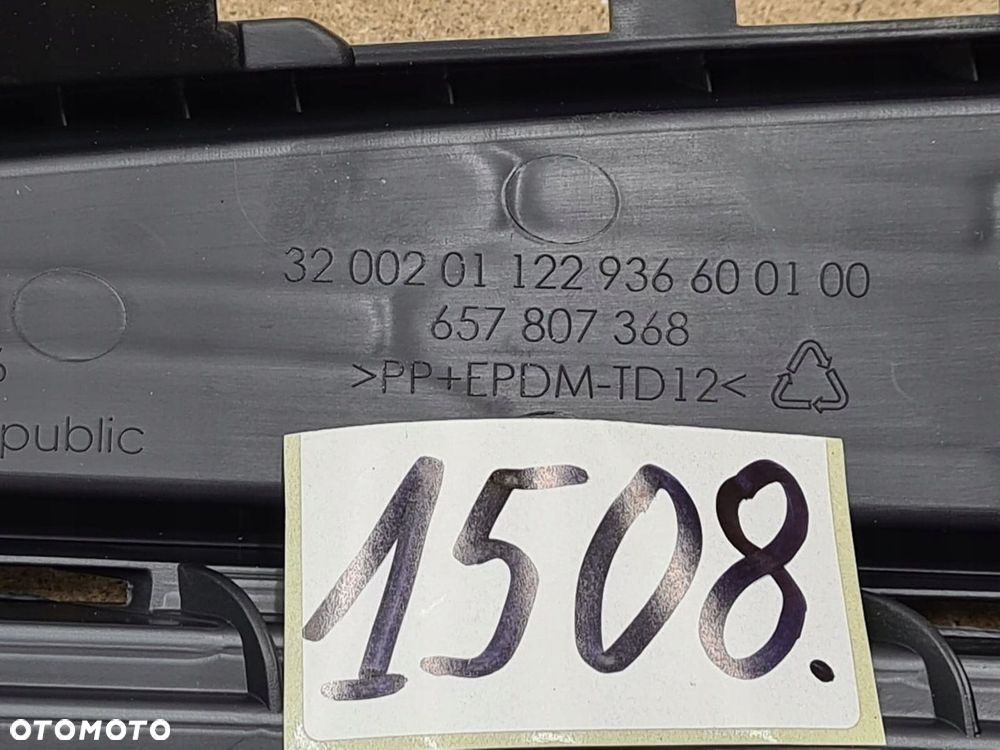 32 002 01 122 936 60 01 00
657 807 368
>PP+EPDM-TD12<
public
1508.
OTOMOTO